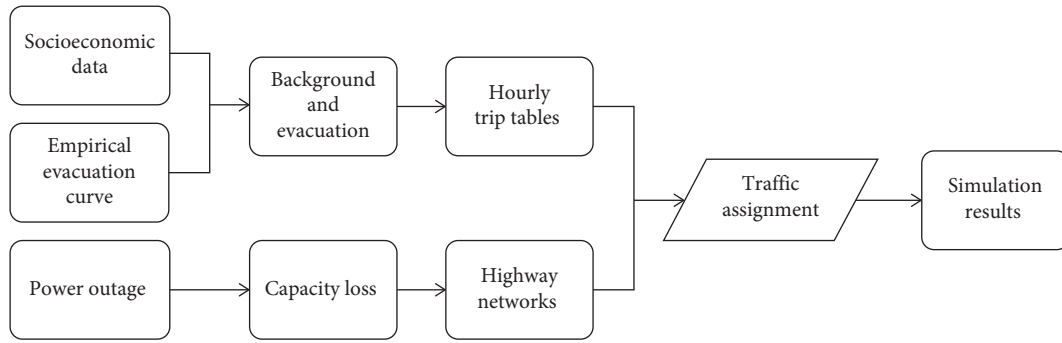 Socioeconomic
data
Empirical
evacuation
curve
Background
and
evacuation
Hourly
trip tables
Power outage
Capacity loss
Highway
networks
Traffic
assignment
Simulation
results